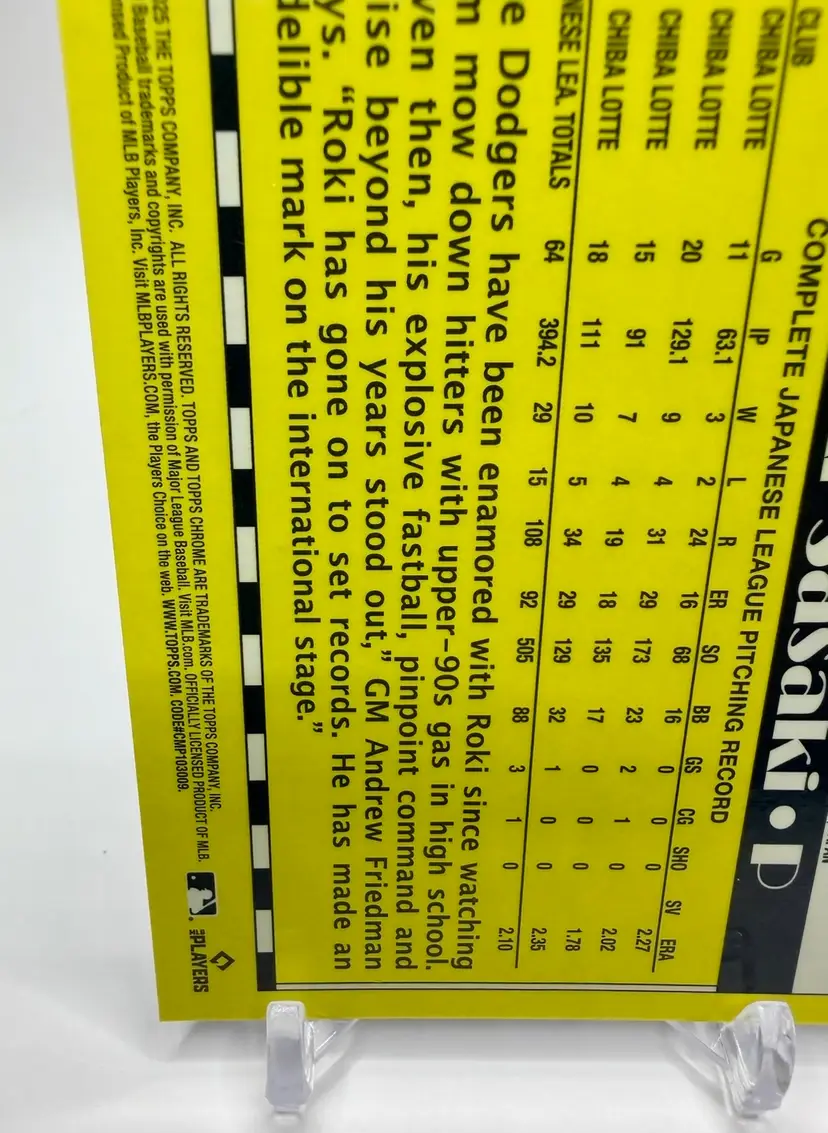 Sasaki • P
COMPLETE JAPANESE LEAGUE PITCHING RECORD
CLUB G IP W L R ER SO BB GS CG SHO SV ERA
CHIBA LOTTE 11 63.1 3 2 24 16 68 16 0 0 0 2.27
CHIBA LOTTE 20 129.1 9 4 31 29 173 23 2 1 0 2.02
CHIBA LOTTE 15 91 7 4 19 18 135 17 0 0 0 1.78
CHIBA LOTTE 18 111 10 5 34 29 129 32 1 0 0 2.35
NESE LEA. TOTALS 64 394.2 29 15 108 92 505 88 3 1 0 2.10
e Dodgers have been enamored with Roki since watching
m mow down hitters with upper-90s gas in high school.
ven then, his explosive fastball, pinpoint command and
ise beyond his years stood out,” GM Andrew Friedman
ys. “Roki has gone on to set records. He has made an
delible mark on the international stage.”
025 THE TOPPS COMPANY, INC. ALL RIGHTS RESERVED. TOPPS AND TOPPS CHROME ARE TRADEMARKS OF THE TOPPS COMPANY, INC.
Baseball trademarks and copyrights are used with permission of Major League Baseball. Visit MLB.com. OFFICIALLY LICENSED PRODUCT OF MLB.
nsed Product of MLB Players, Inc. Visit MLBPLAYERS.COM, the Players Choice on the web. WWW.TOPPS.COM. CODE#CMP103009.
MLB PLAYERS